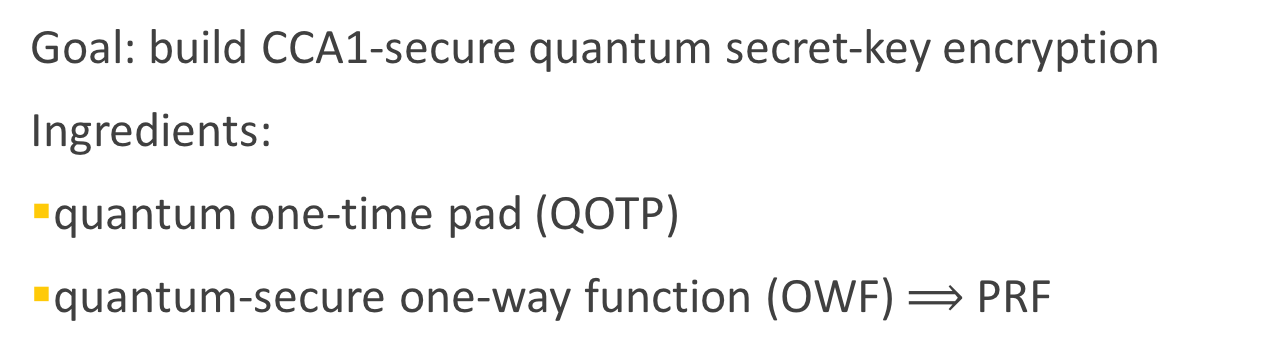 Goal: build CCA1-secure quantum secret-key encryption
Ingredients:
▪quantum one-time pad (QOTP)
▪quantum-secure one-way function (OWF) ⟹ PRF